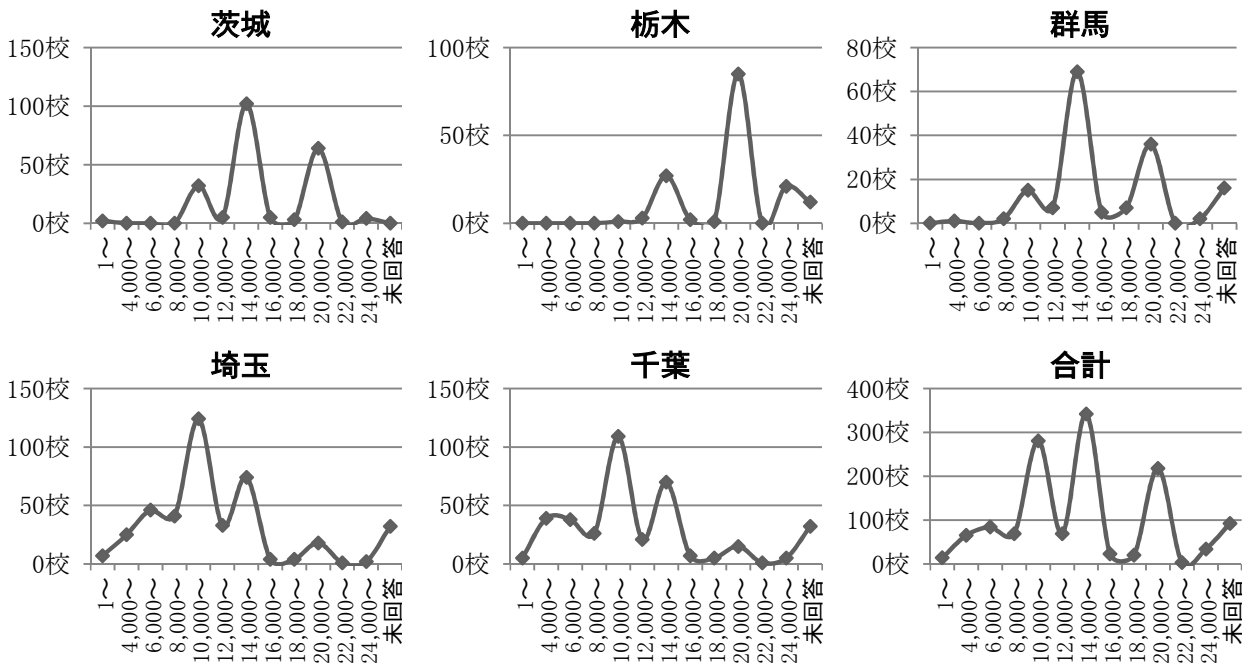 茨城
150校
100校
50校
0校
1～
4,000～
6,000～
8,000～
10,000～
12,000～
14,000～
16,000～
18,000～
20,000～
22,000～
24,000～
未回答
栃木
100校
50校
0校
1～
4,000～
6,000～
8,000～
10,000～
12,000～
14,000～
16,000～
18,000～
20,000～
22,000～
24,000～
未回答
群馬
80校
60校
40校
20校
0校
1～
4,000～
6,000～
8,000～
10,000～
12,000～
14,000～
16,000～
18,000～
20,000～
22,000～
24,000～
未回答
埼玉
150校
100校
50校
0校
1～
4,000～
6,000～
8,000～
10,000～
12,000～
14,000～
16,000～
18,000～
20,000～
22,000～
24,000～
未回答
千葉
150校
100校
50校
0校
1～
4,000～
6,000～
8,000～
10,000～
12,000～
14,000～
16,000～
18,000～
20,000～
22,000～
24,000～
未回答
合計
400校
300校
200校
100校
0校
1～
4,000～
6,000～
8,000～
10,000～
12,000～
14,000～
16,000～
18,000～
20,000～
22,000～
24,000～
未回答